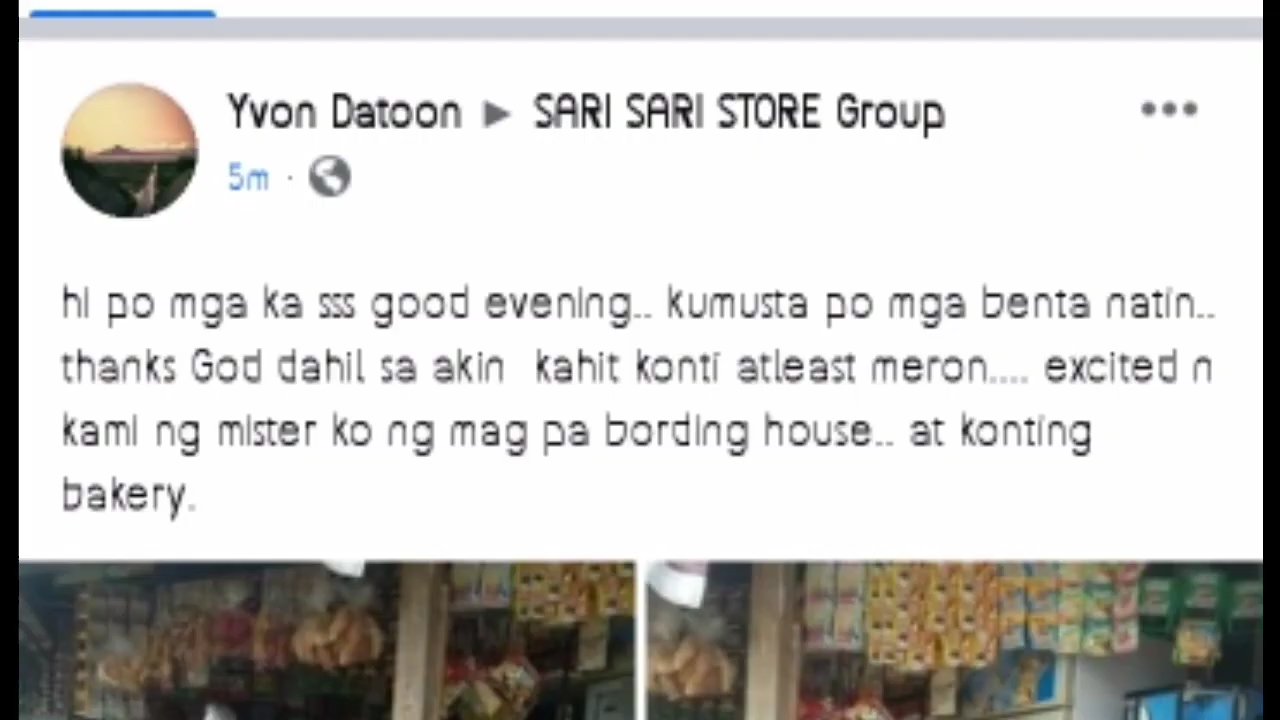 Yvon Datoon ▶ SARI SARI STORE Group
5m ·
hi po mga ka sss good evening.. kumusta po mga benta natin..
thanks God dahil sa akin kahit konti atleast meron.... excited n
kami ng mister ko ng mag pa bording house.. at konting
bakery.